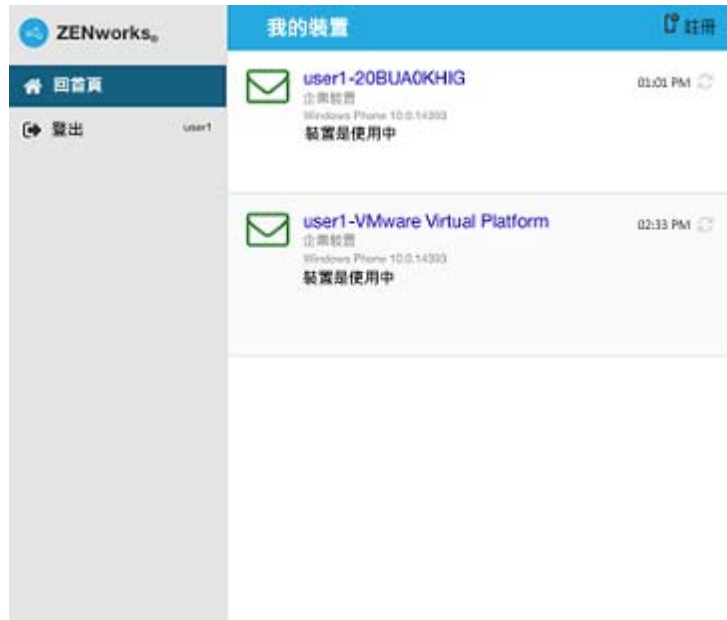 ZENworks®
回首頁
登出 user1
我的裝置 註冊
user1-20BUA0KHIG 01:01 PM
企業裝置
Windows Phone 10.0.14393
裝置是使用中
user1-VMware Virtual Platform 02:33 PM
企業裝置
Windows Phone 10.0.14393
裝置是使用中